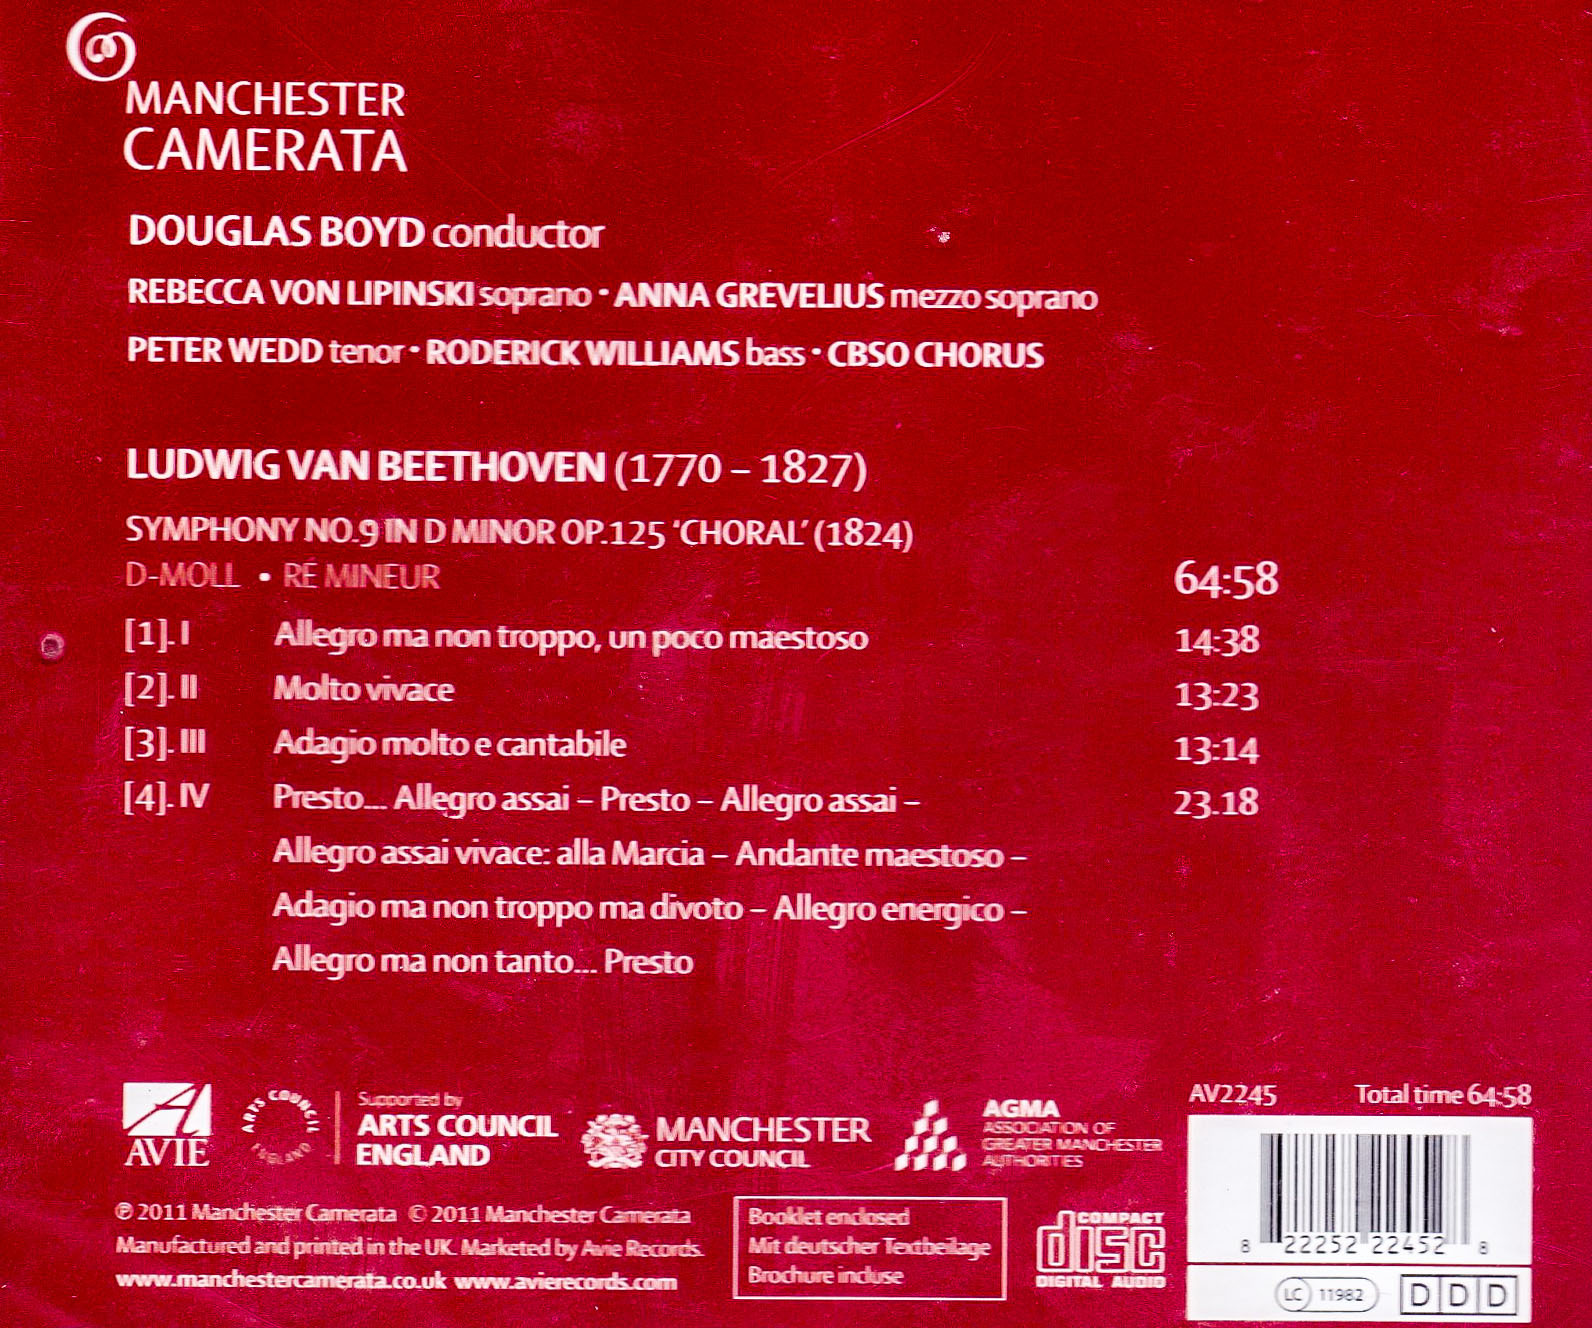 MANCHESTER
CAMERATA
DOUGLAS BOYD conductor
REBECCA VON LIPINSKI soprano • ANNA GREVELIUS mezzo soprano
PETER WEDD tenor • RODERICK WILLIAMS bass • CBSO CHORUS
LUDWIG VAN BEETHOVEN (1770 – 1827)
SYMPHONY NO.9 IN D MINOR OP.125 ‘CHORAL’ (1824)
D-MOLL • RÉ MINEUR 64:58
[1]. I Allegro ma non troppo, un poco maestoso 14:38
[2]. II Molto vivace 13:23
[3]. III Adagio molto e cantabile 13:14
[4]. IV Presto... Allegro assai – Presto – Allegro assai – 23.18
Allegro assai vivace: alla Marcia – Andante maestoso –
Adagio ma non troppo ma divoto – Allegro energico –
Allegro ma non tanto... Presto
AVIE
ARTS COUNCIL ENGLAND
Supported by
ARTS COUNCIL
ENGLAND
MANCHESTER
CITY COUNCIL
AGMA
ASSOCIATION OF
GREATER MANCHESTER
AUTHORITIES
AV2245 Total time 64:58
℗ 2011 Manchester Camerata © 2011 Manchester Camerata
Manufactured and printed in the UK. Marketed by Avie Records.
www.manchestercamerata.co.uk www.avierecords.com
Booklet enclosed
Mit deutscher Textbeilage
Brochure incluse
COMPACT
disc
DIGITAL AUDIO
8 22252 22452 8
LC 11982 DDD